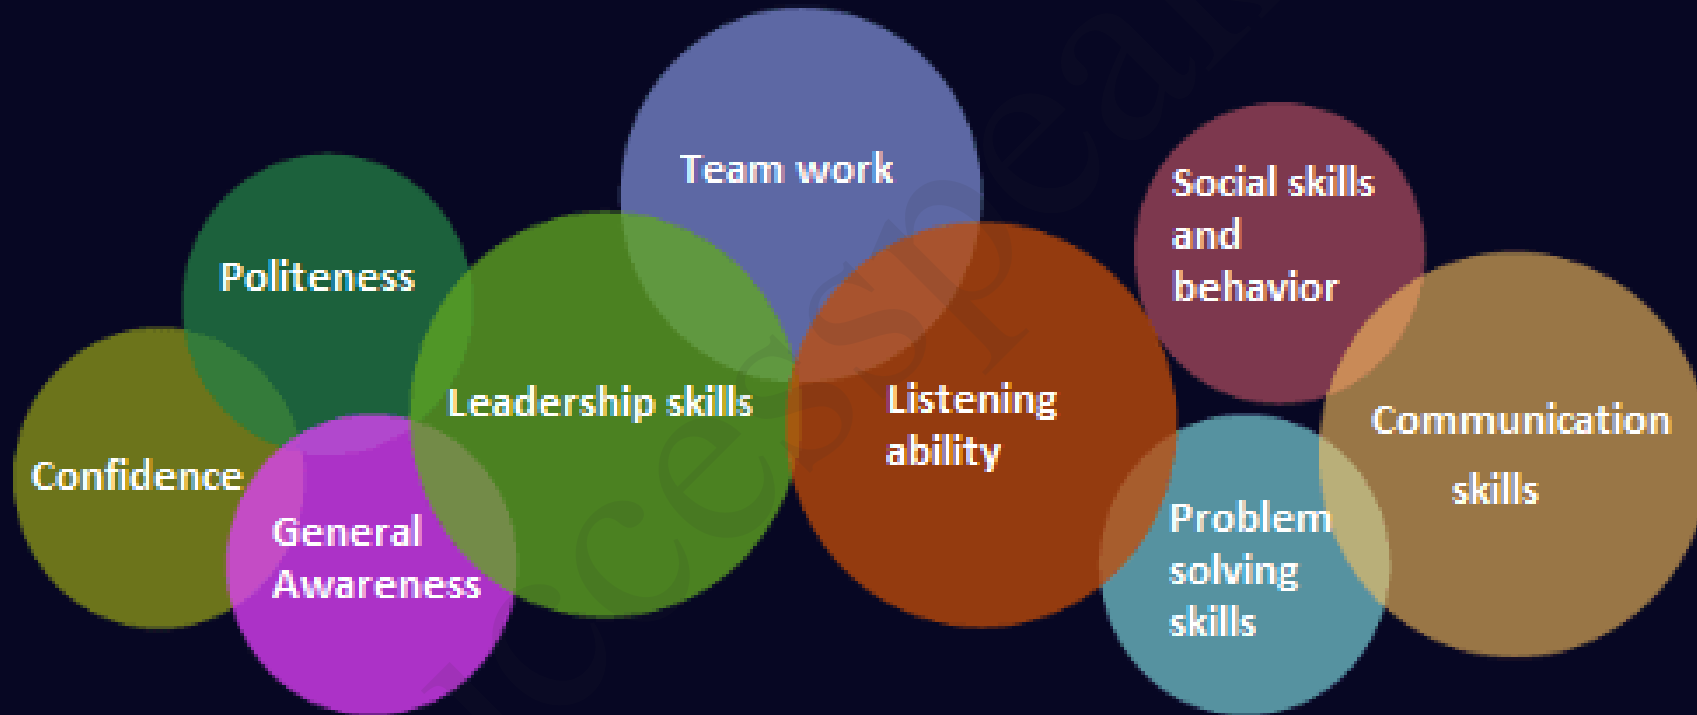 Team work
Social skills
and
behavior
Politeness
Leadership skills
Listening
ability
Communication
skills
Confidence
General
Awareness
Problem
solving
skills